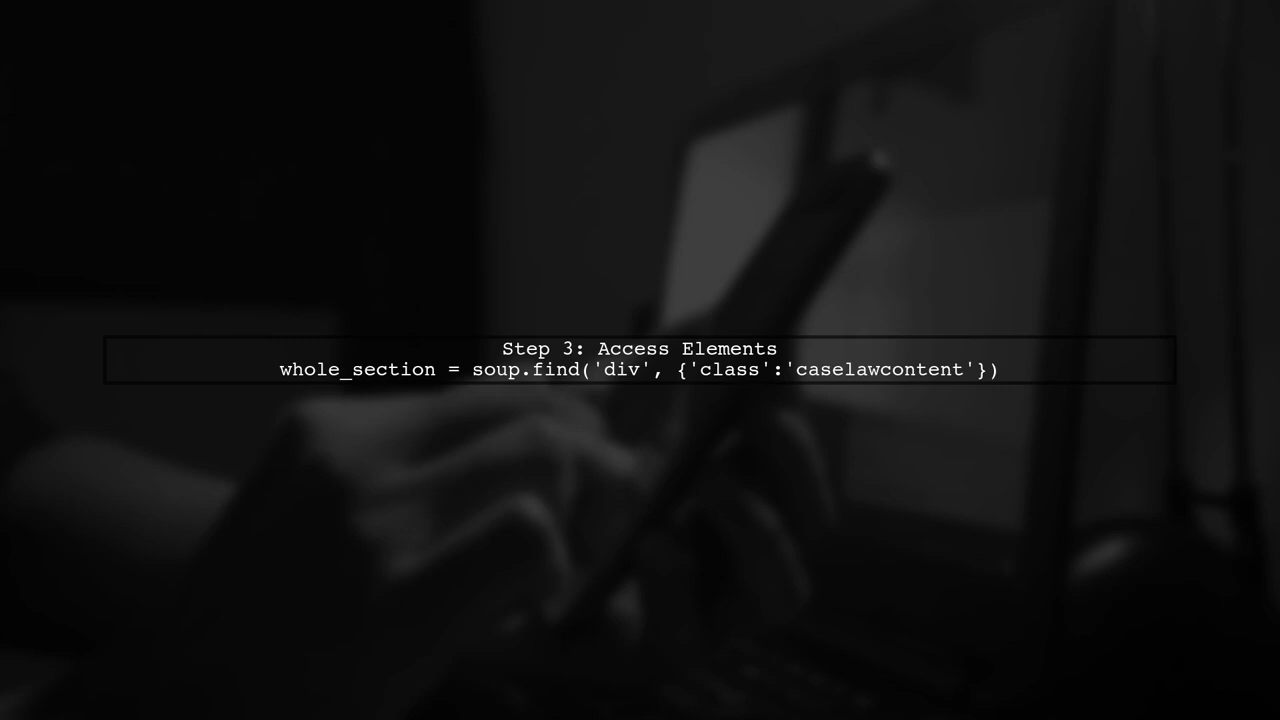 Step 3: Access Elements
whole_section = soup.find('div', {'class':'caselawcontent'})